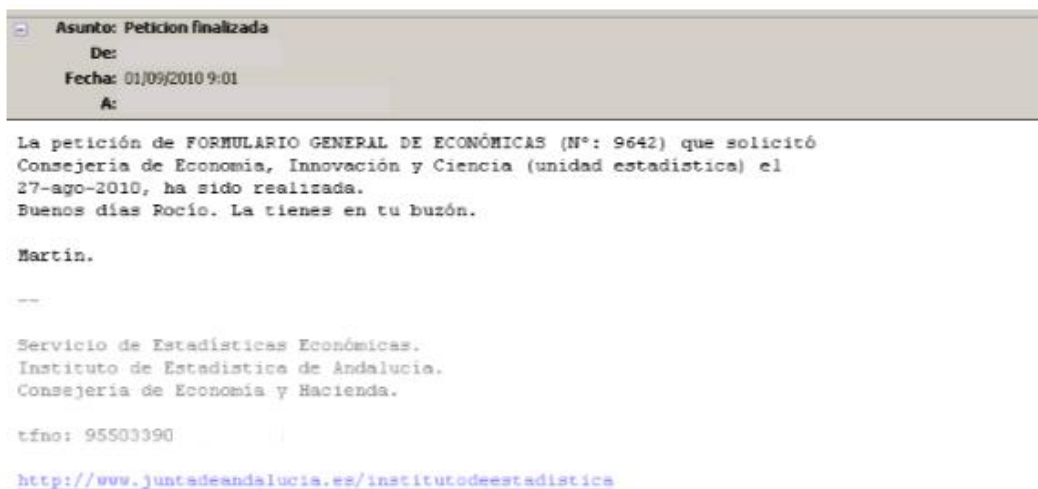 Asunto: Peticion finalizada
De:
Fecha: 01/09/2010 9:01
A:
La petición de FORMULARIO GENERAL DE ECONÓMICAS (Nº: 9642) que solicitó
Consejería de Economía, Innovación y Ciencia (unidad estadística) el
27-ago-2010, ha sido realizada.
Buenos días Rocío. La tienes en tu buzón.
Martín.
--
Servicio de Estadísticas Económicas.
Instituto de Estadística de Andalucía.
Consejería de Economía y Hacienda.
tfno: 95503390
http://www.juntadeandalucia.es/institutodeestadistica